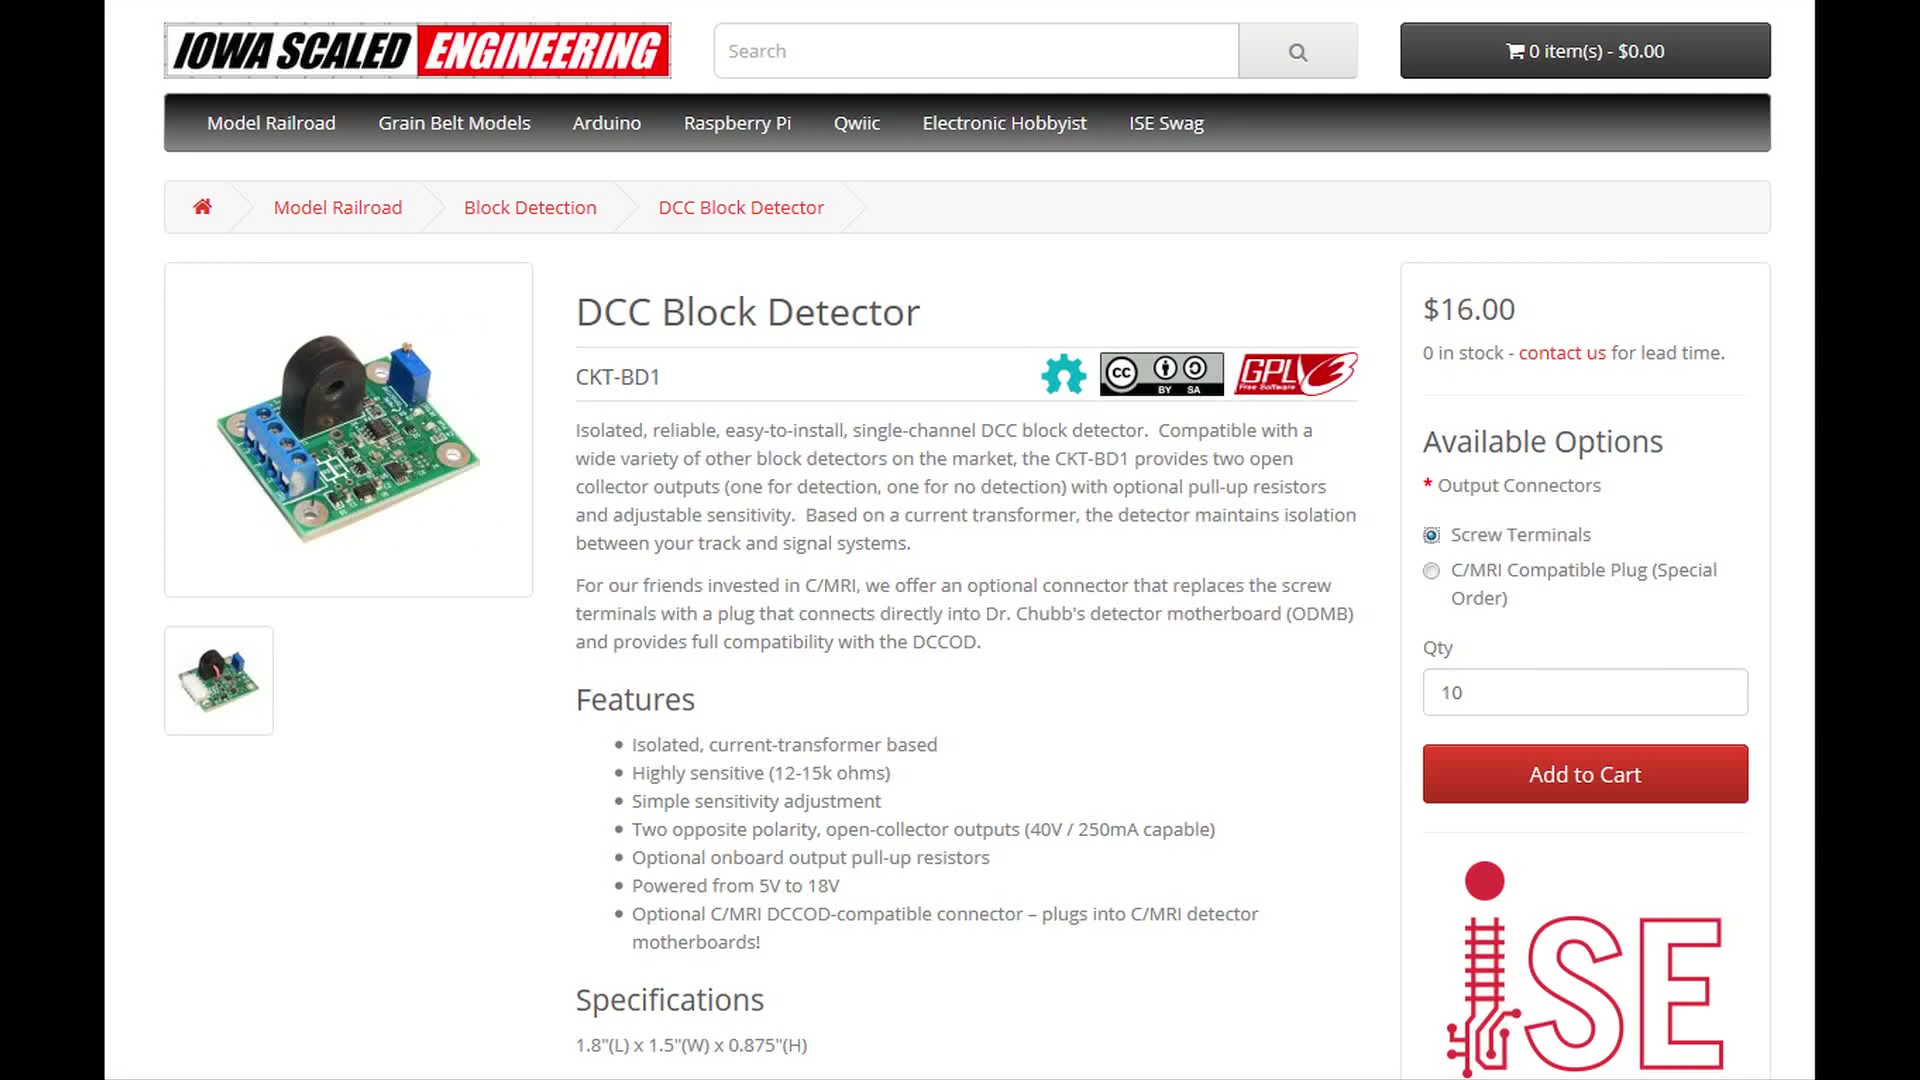 IOWA SCALED ENGINEERING
Search
0 item(s) - $0.00
Model Railroad
Grain Belt Models
Arduino
Raspberry Pi
Qwiic
Electronic Hobbyist
ISE Swag
Model Railroad
Block Detection
DCC Block Detector
DCC Block Detector
CKT-BD1
cc
BY SA
GPLv3
Free Software
Isolated, reliable, easy-to-install, single-channel DCC block detector. Compatible with a
wide variety of other block detectors on the market, the CKT-BD1 provides two open
collector outputs (one for detection, one for no detection) with optional pull-up resistors
and adjustable sensitivity. Based on a current transformer, the detector maintains isolation
between your track and signal systems.
For our friends invested in C/MRI, we offer an optional connector that replaces the screw
terminals with a plug that connects directly into Dr. Chubb's detector motherboard (ODMB)
and provides full compatibility with the DCCOD.
Features
Isolated, current-transformer based
Highly sensitive (12-15k ohms)
Simple sensitivity adjustment
Two opposite polarity, open-collector outputs (40V / 250mA capable)
Optional onboard output pull-up resistors
Powered from 5V to 18V
Optional C/MRI DCCOD-compatible connector – plugs into C/MRI detector
motherboards!
Specifications
1.8"(L) x 1.5"(W) x 0.875"(H)
$16.00
0 in stock - contact us for lead time.
Available Options
* Output Connectors
Screw Terminals
C/MRI Compatible Plug (Special
Order)
Qty
10
Add to Cart
iSE